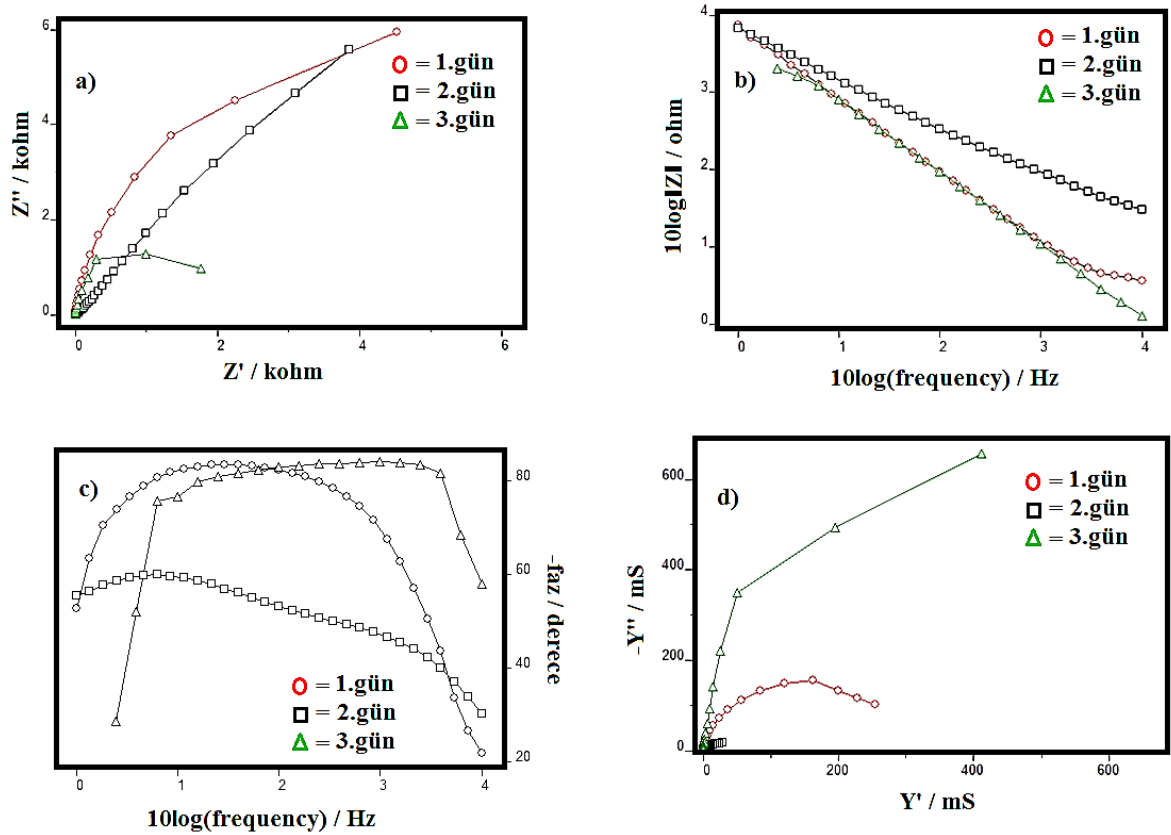 a)
6
4
2
0
0
2
4
6
Z'' / kohm
Z' / kohm
= 1.gün
= 2.gün
= 3.gün
b)
4
3
2
1
0
0
1
2
3
4
10log|Z| / ohm
10log(frequency) / Hz
= 1.gün
= 2.gün
= 3.gün
c)
80
60
40
20
0
1
2
3
4
-faz / derece
10log(frequency) / Hz
= 1.gün
= 2.gün
= 3.gün
d)
600
400
200
0
0
200
400
600
-Y'' / mS
Y' / mS
= 1.gün
= 2.gün
= 3.gün